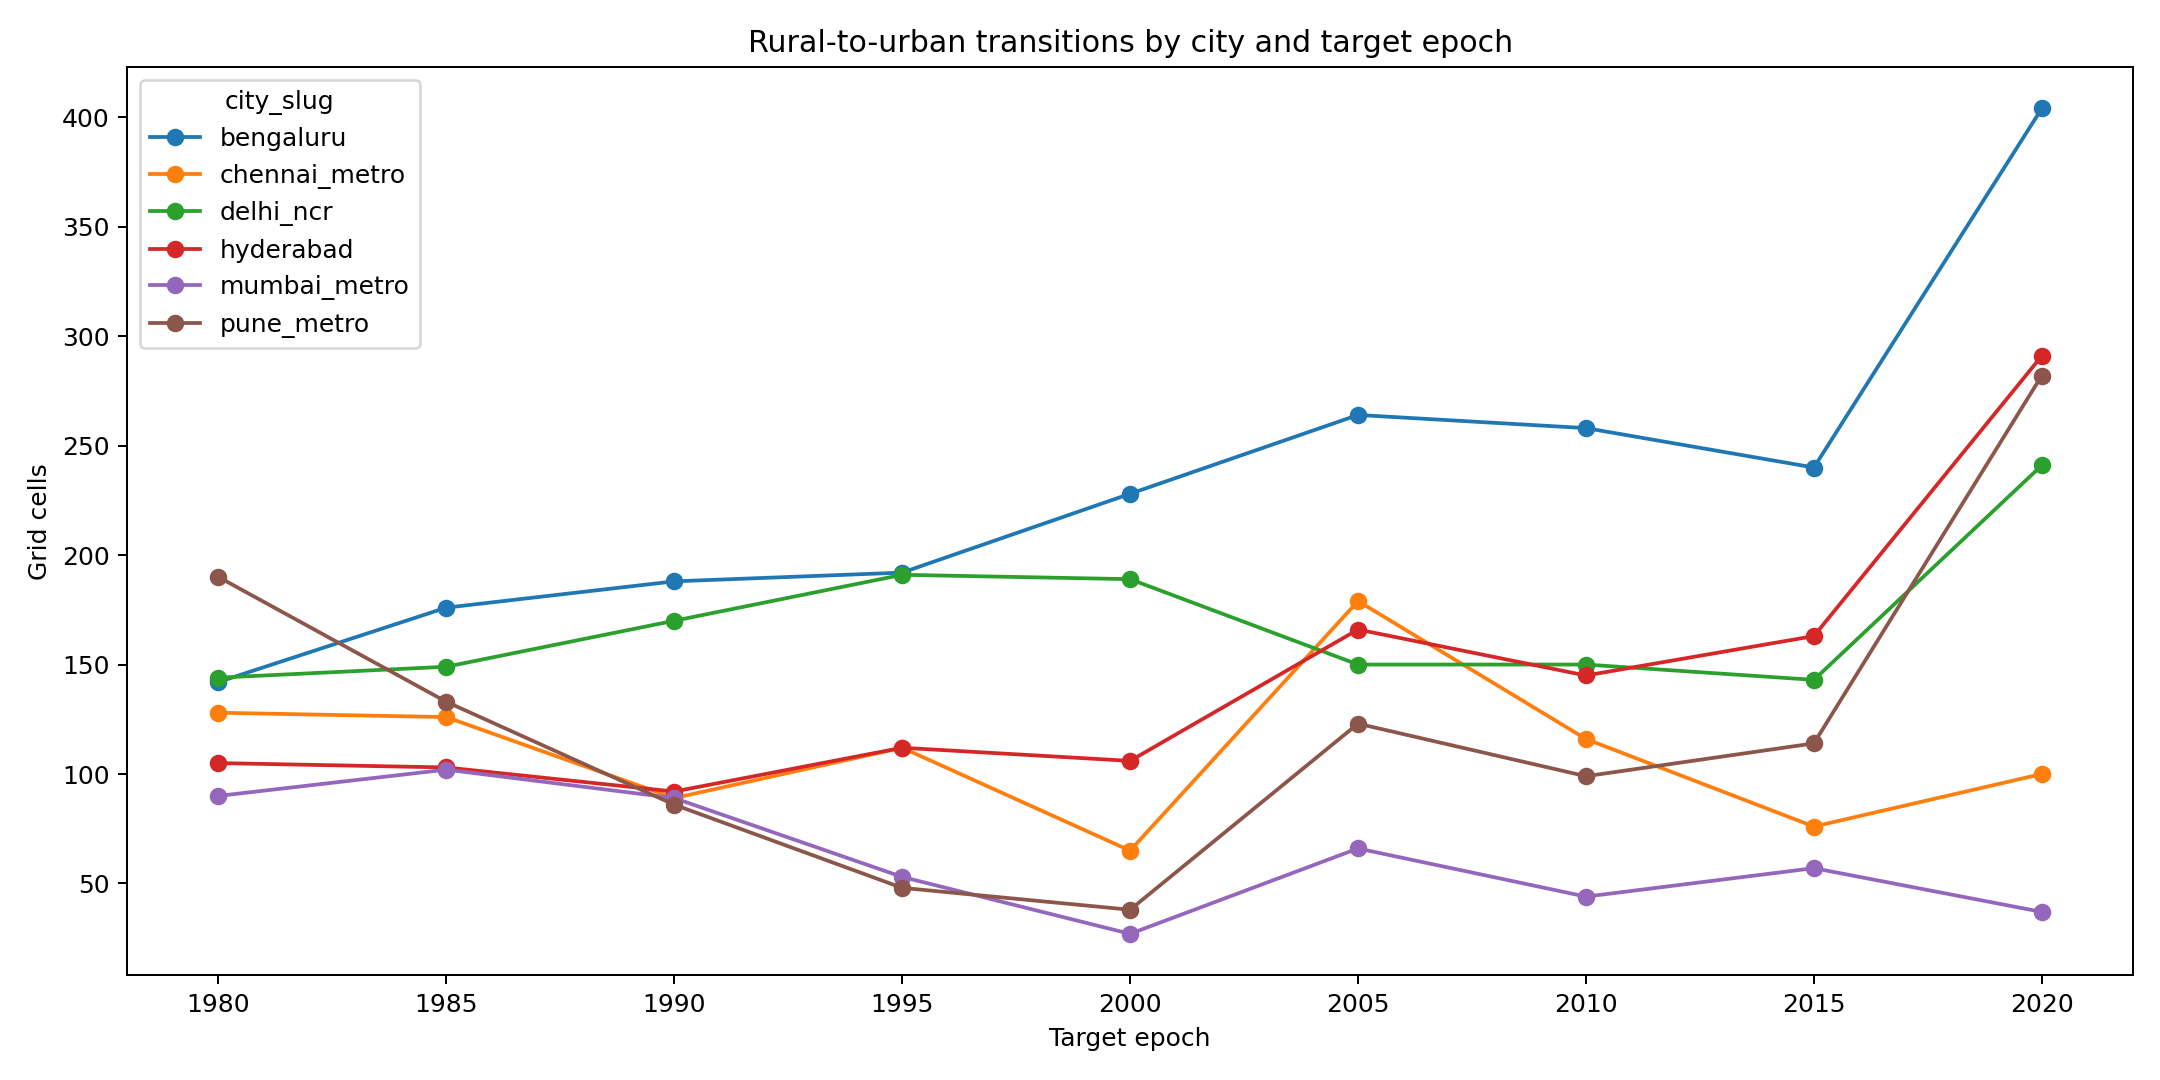 Rural-to-urban transitions by city and target epoch
city_slug
bengaluru
chennai_metro
delhi_ncr
hyderabad
mumbai_metro
pune_metro
400
350
300
250
200
150
100
50
Grid cells
1980 1985 1990 1995 2000 2005 2010 2015 2020
Target epoch